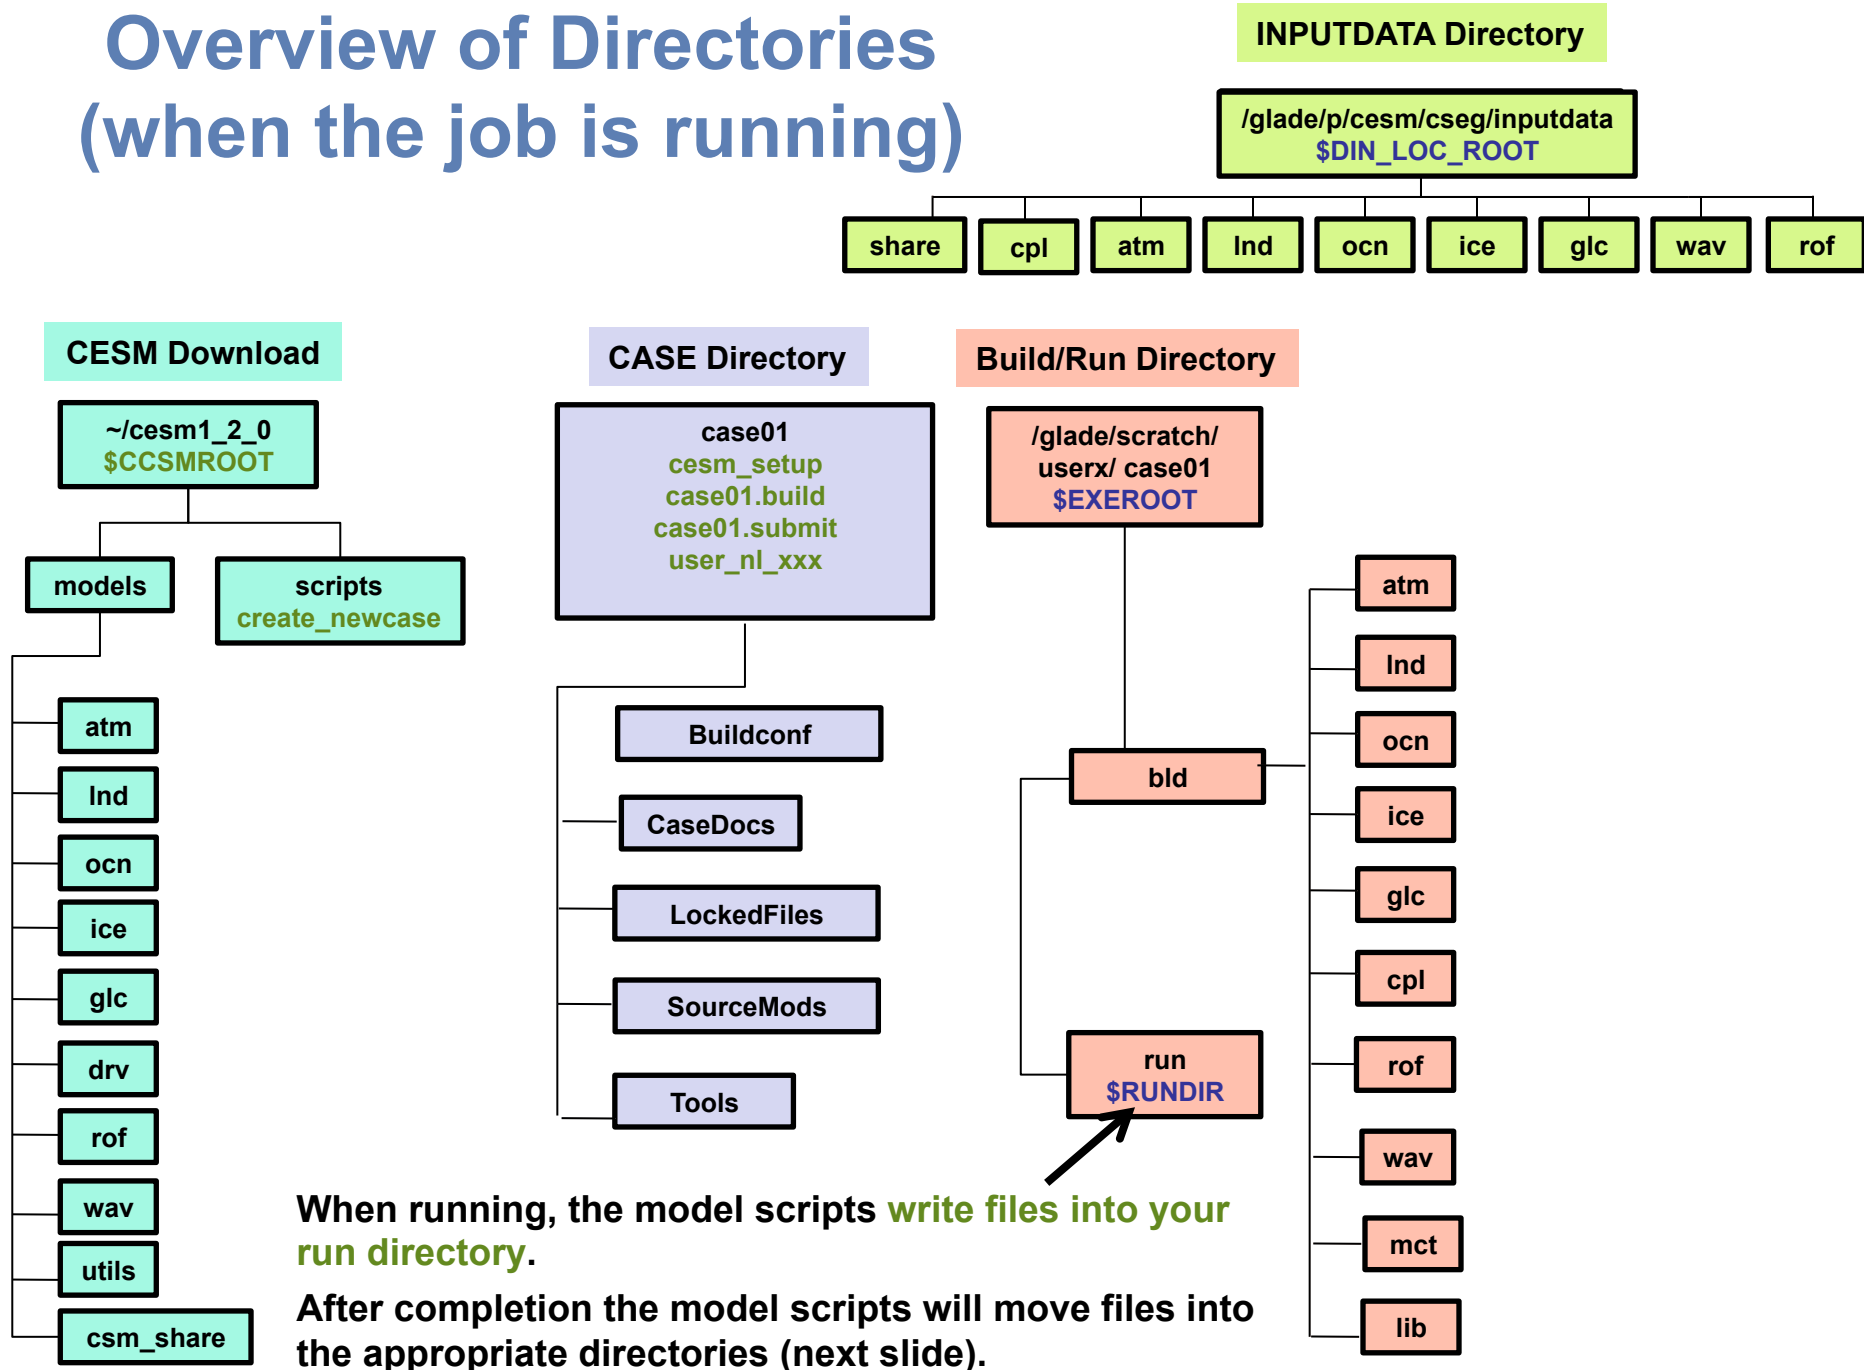 Overview of Directories
(when the job is running)
INPUTDATA Directory
/glade/p/cesm/cseg/inputdata
$DIN_LOC_ROOT
share
cpl
atm
lnd
ocn
ice
glc
wav
rof
CESM Download
~/cesm1_2_0
$CCSMROOT
models
scripts
create_newcase
atm
lnd
ocn
ice
glc
drv
rof
wav
utils
csm_share
CASE Directory
case01
cesm_setup
case01.build
case01.submit
user_nl_xxx
Buildconf
CaseDocs
LockedFiles
SourceMods
Tools
Build/Run Directory
/glade/scratch/
userx/ case01
$EXEROOT
bld
run
$RUNDIR
atm
lnd
ocn
ice
glc
cpl
rof
wav
mct
lib
When running, the model scripts write files into your
run directory.
After completion the model scripts will move files into
the appropriate directories (next slide).